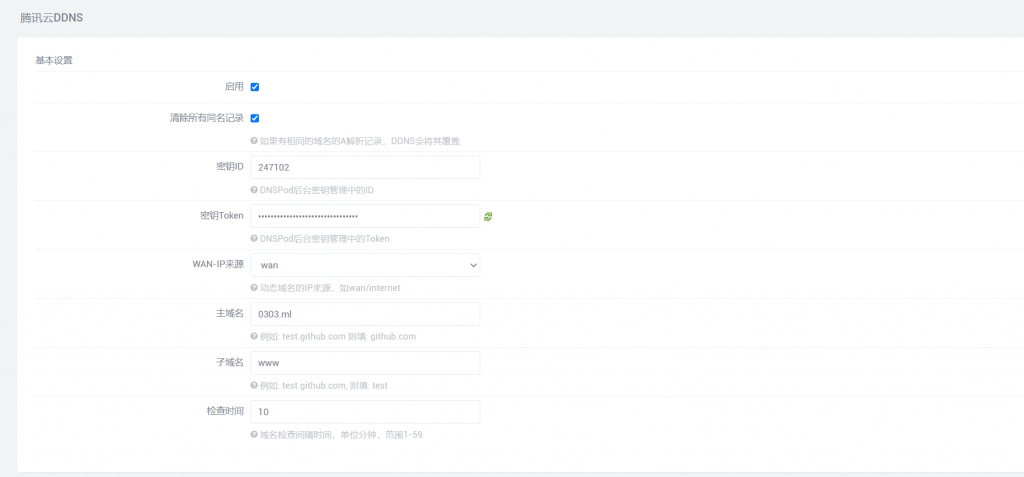 腾讯云DDNS
基本设置
启用
清除所有同名记录
如果有相同的域名的A解析记录，DDNS会将其覆盖
密钥ID
247102
DNSPod后台密钥管理中的ID
密钥Token
••••••••••••••••••••••••••••••••
DNSPod后台密钥管理中的Token
WAN-IP来源
wan
动态域名的IP来源，如wan/internet
主域名
0303.ml
例如: test.github.com 则填: github.com
子域名
www
例如: test.github.com, 则填: test
检查时间
10
域名检查间隔时间，单位分钟，范围1-59